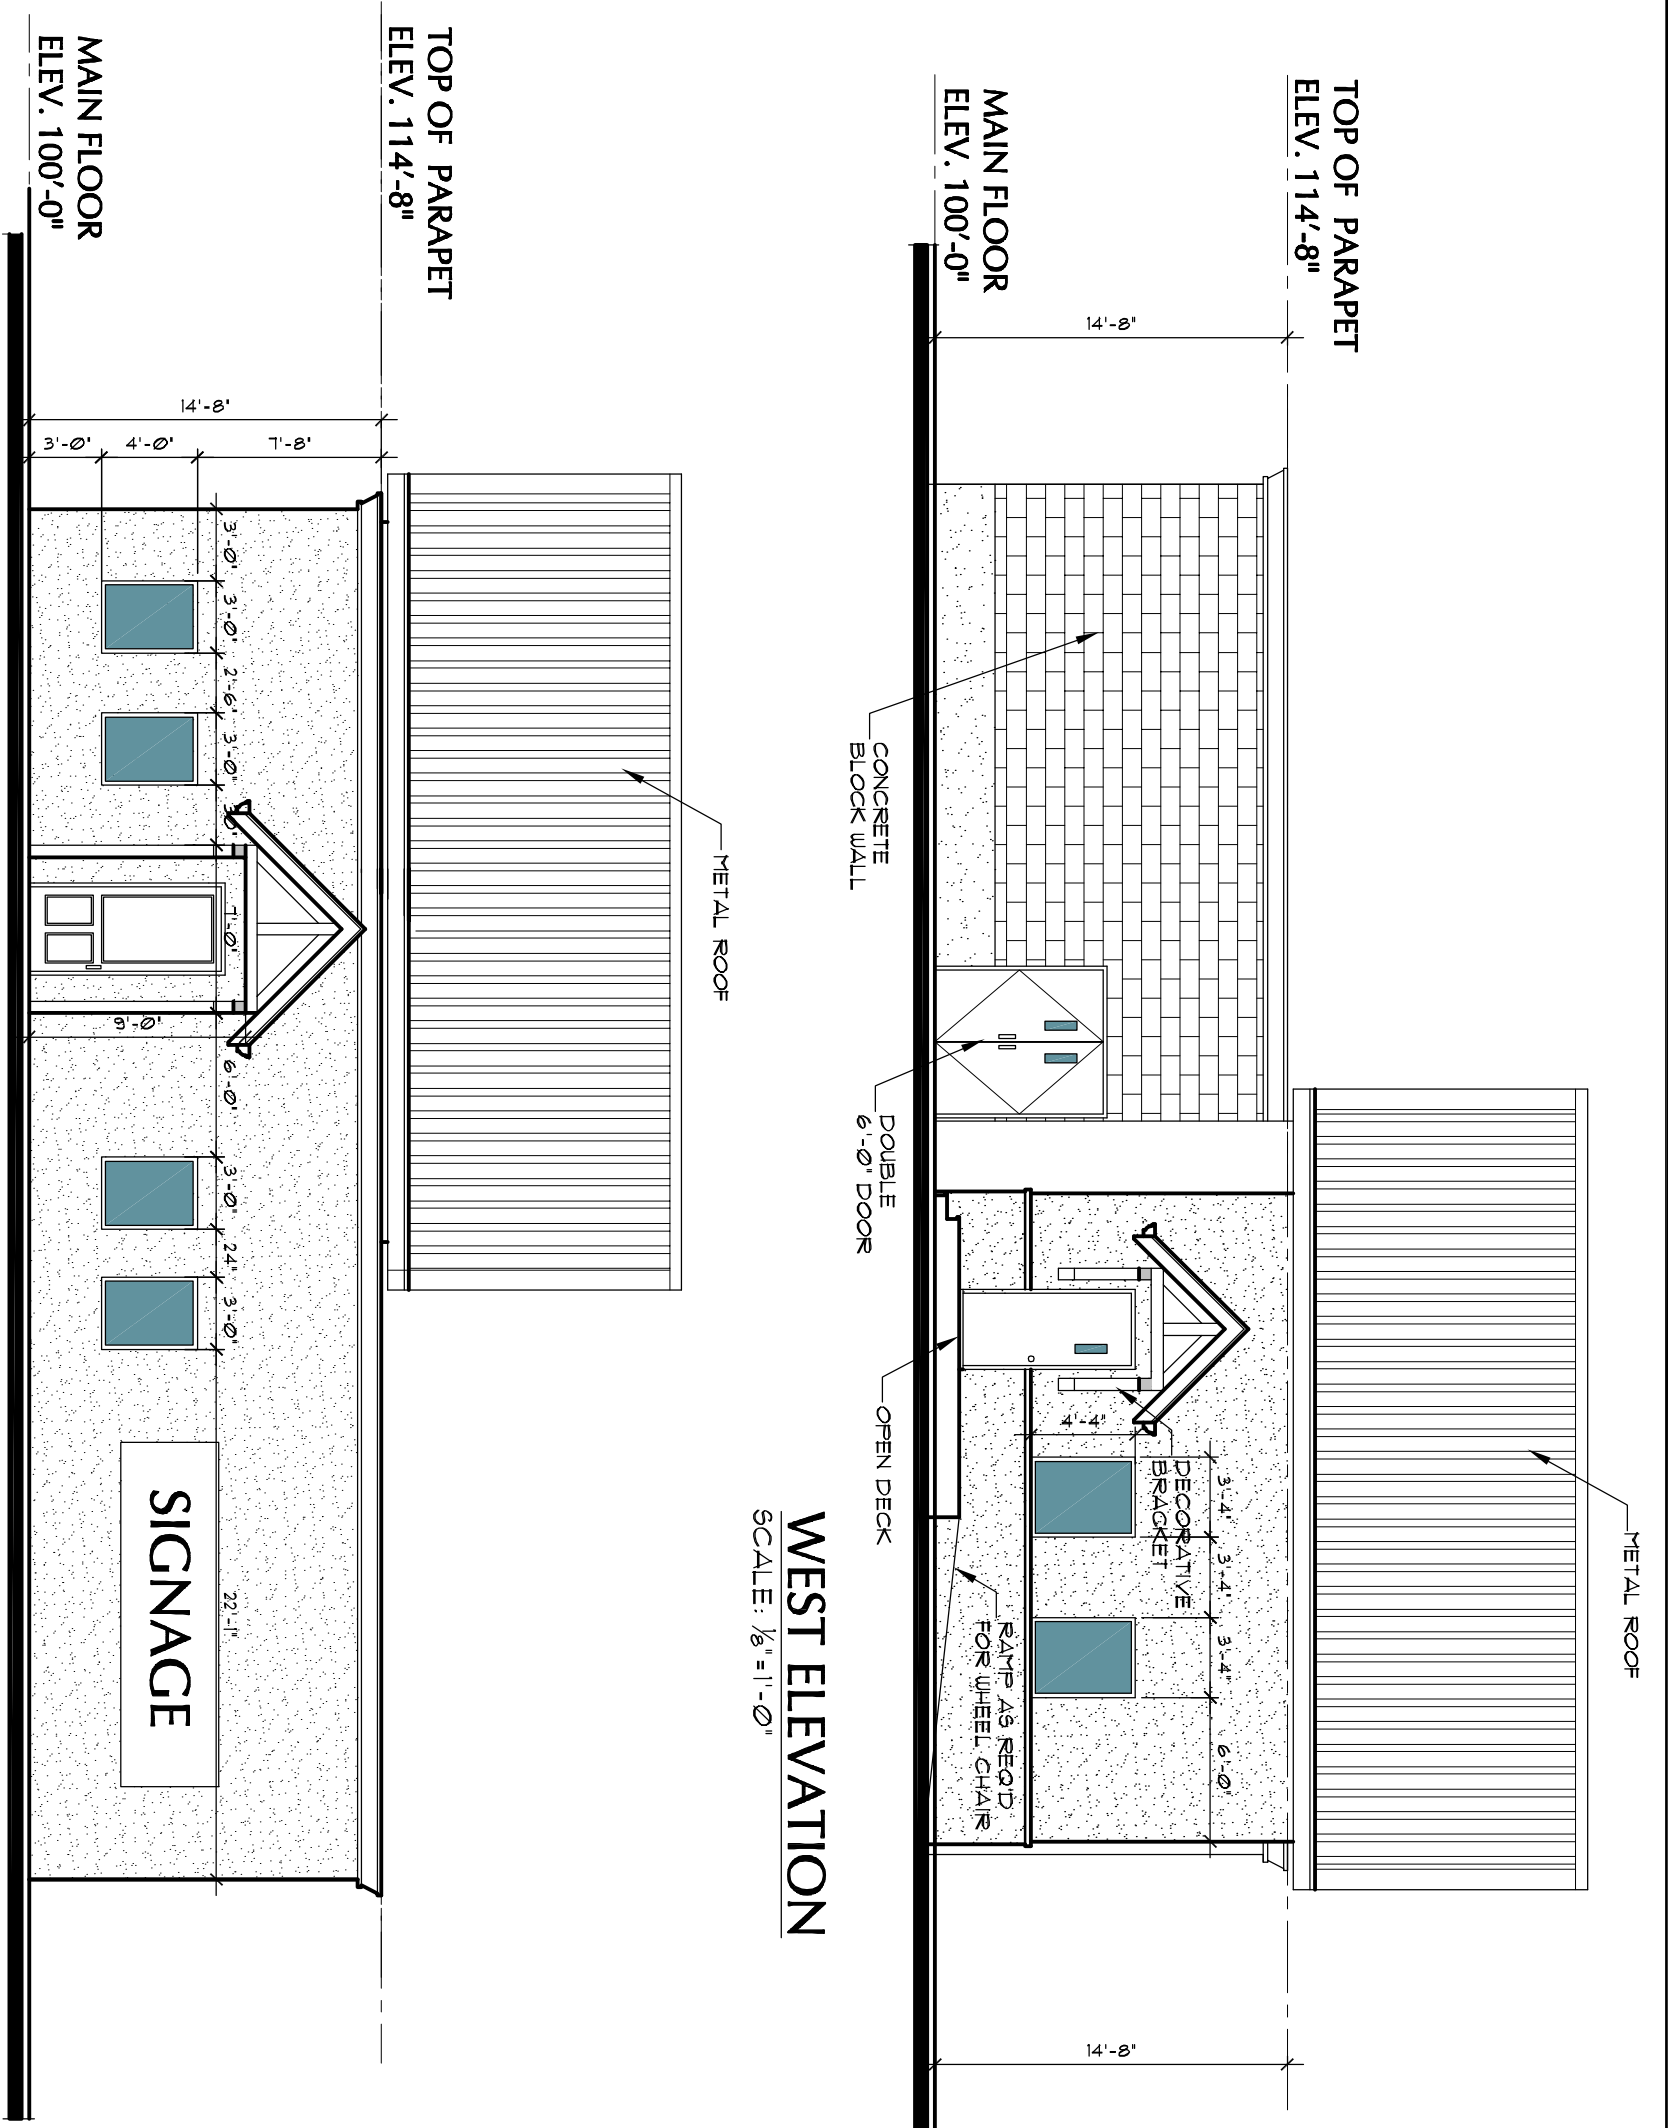 TOP OF PARAPET
ELEV. 114'-8"
MAIN FLOOR
ELEV. 100'-0"
14'-8"
METAL ROOF
3'-4"
3'-4"
3'-4"
6'-0"
DECORATIVE
BRACKET
4'-4"
RAMP AS REQ'D
FOR WHEEL CHAIR
14'-8"
CONCRETE
BLOCK WALL
DOUBLE
6'-0" DOOR
OPEN DECK
WEST ELEVATION
SCALE: 1/8" = 1'-0"
METAL ROOF
TOP OF PARAPET
ELEV. 114'-8"
MAIN FLOOR
ELEV. 100'-0"
14'-8"
7'-8"
4'-0"
3'-0"
3'-0"
3'-0"
2'-6"
3'-0"
7'-0"
9'-0"
6'-0"
3'-0"
24"
3'-0"
22'-1"
SIGNAGE